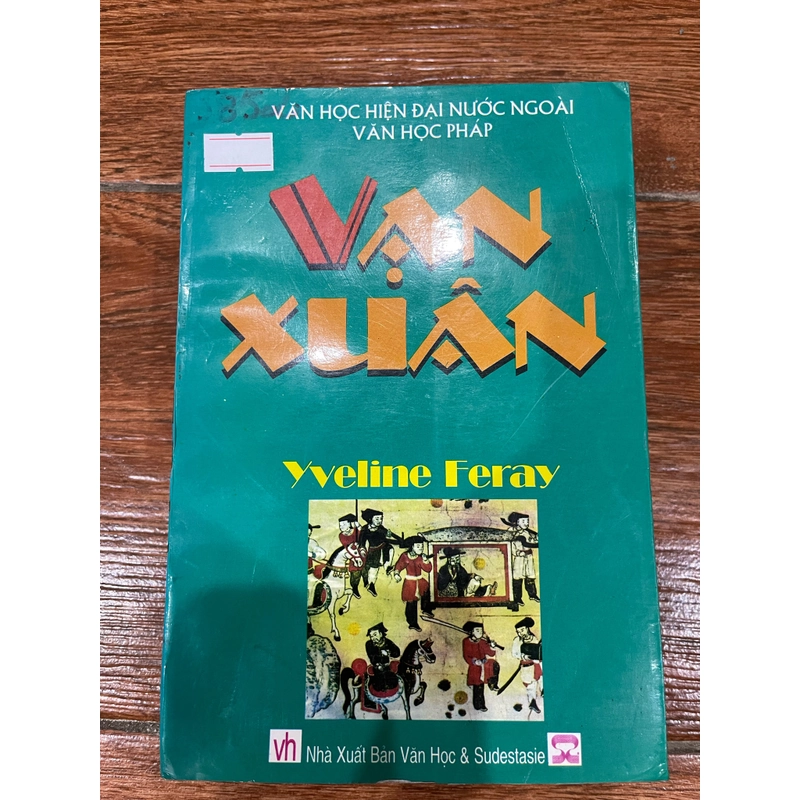 VĂN HỌC HIỆN ĐẠI NƯỚC NGOÀI
VĂN HỌC PHÁP
VẠN
XUÂN
Yveline Feray
vh Nhà Xuất Bản Văn Học & Sudestasie